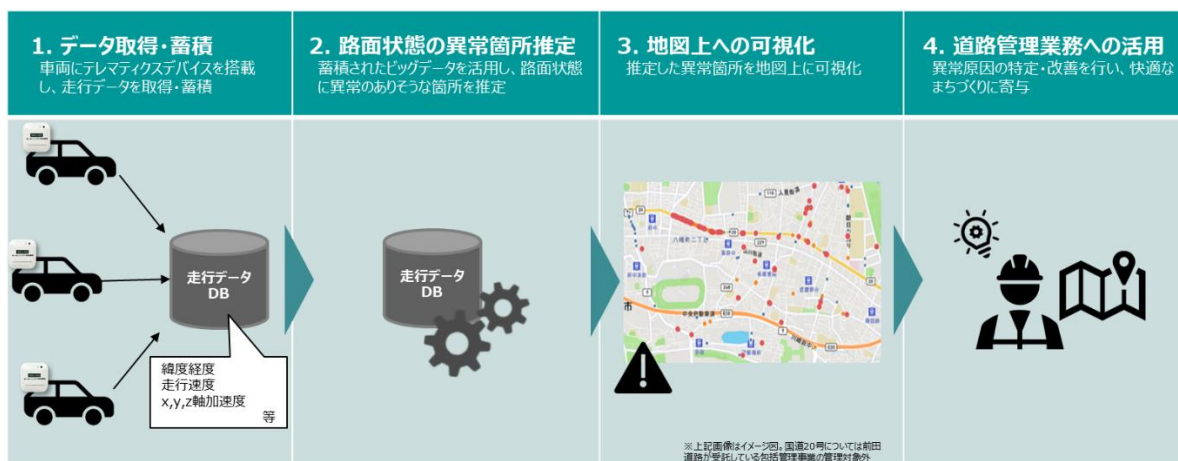 1. データ取得・蓄積
車両にテレマティクスデバイスを搭載
し、走行データを取得・蓄積
2. 路面状態の異常箇所推定
蓄積されたビッグデータを活用し、路面状態
に異常のありそうな箇所を推定
3. 地図上への可視化
推定した異常箇所を地図上に可視化
4. 道路管理業務への活用
異常原因の特定・改善を行い、快適な
まちづくりに寄与
走行データ
DB
緯度経度
走行速度
x,y,z軸加速度
等
走行データ
DB
人見街道
20
229
248
9
820
市
※上記画像はイメージ図。国道20号については前田
道路が受託している包括管理事業の管理対象外